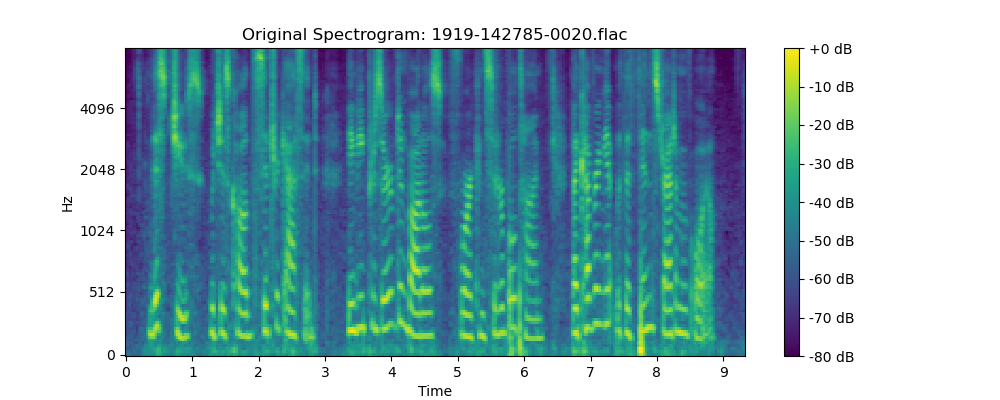 Original Spectrogram: 1919-142785-0020.flac
Hz
4096
2048
1024
512
0
0 1 2 3 4 5 6 7 8 9
Time
+0 dB
-10 dB
-20 dB
-30 dB
-40 dB
-50 dB
-60 dB
-70 dB
-80 dB